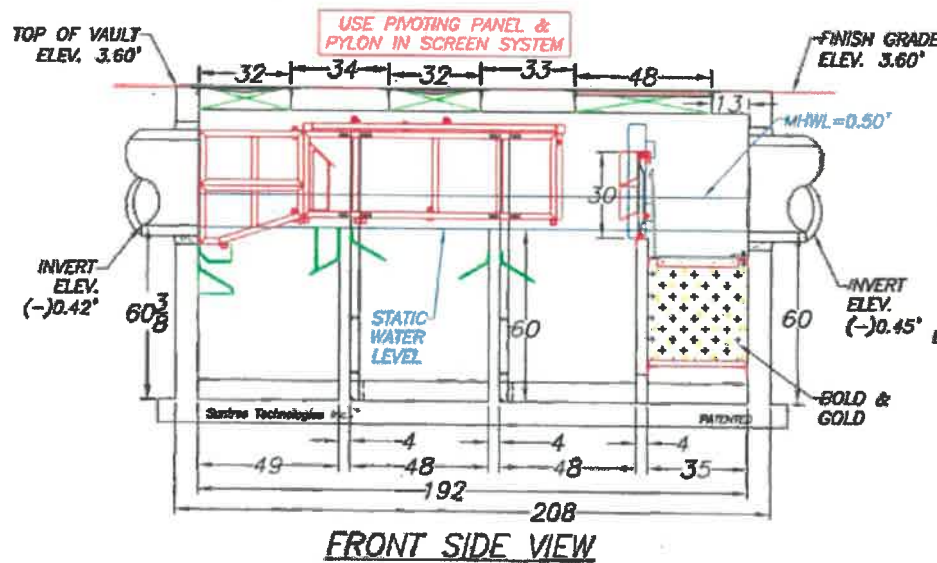 USE PIVOTING PANEL &
PYLON IN SCREEN SYSTEM
TOP OF VAULT
ELEV. 3.60'
FINISH GRADE
ELEV. 3.60'
32
34
32
33
48
13
MHWL=0.50'
30
INVERT
ELEV.
(-)0.42'
INVERT
ELEV.
(-)0.45'
60 3/8
STATIC
WATER
LEVEL
60
60
BOLD &
GOLD
Suntree Technologies
PATENTED
4
4
4
49
48
48
35
192
208
FRONT SIDE VIEW